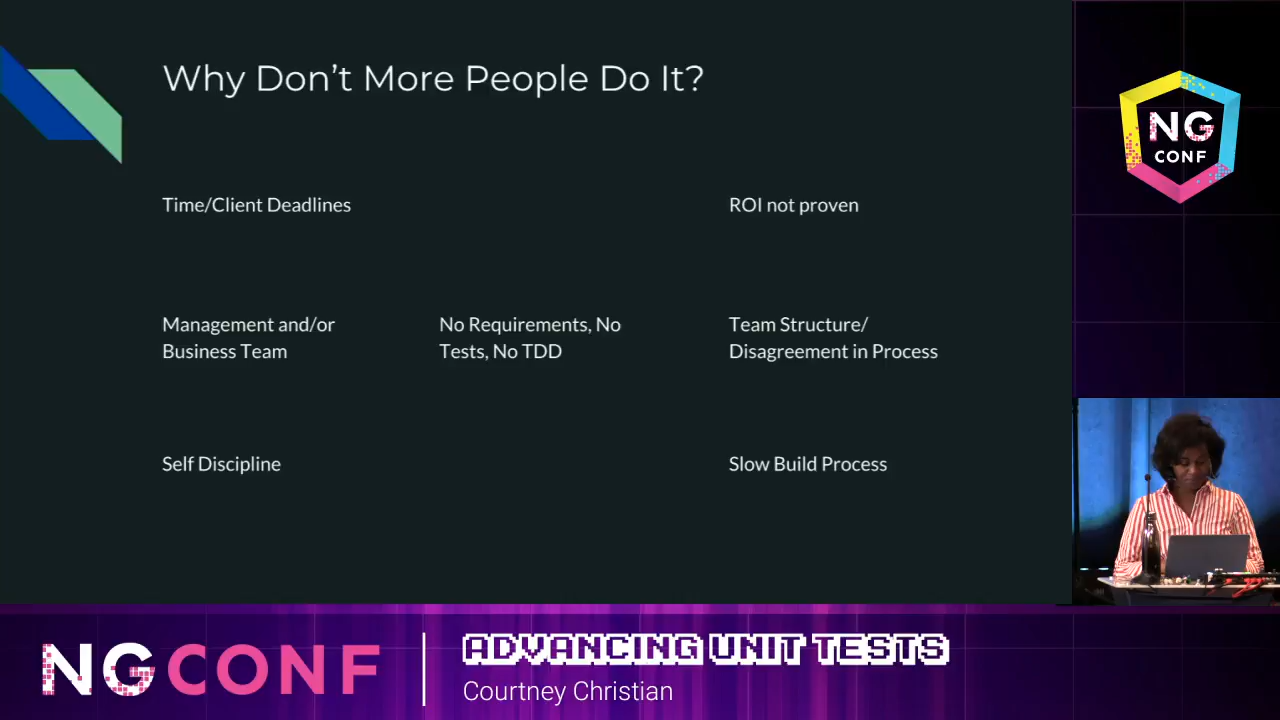 Why Don't More People Do It?
Time/Client Deadlines
ROI not proven
Management and/or
Business Team
No Requirements, No
Tests, No TDD
Team Structure/
Disagreement in Process
Self Discipline
Slow Build Process
NG
CONF
NGCONF
ADVANCING UNIT TESTS
Courtney Christian